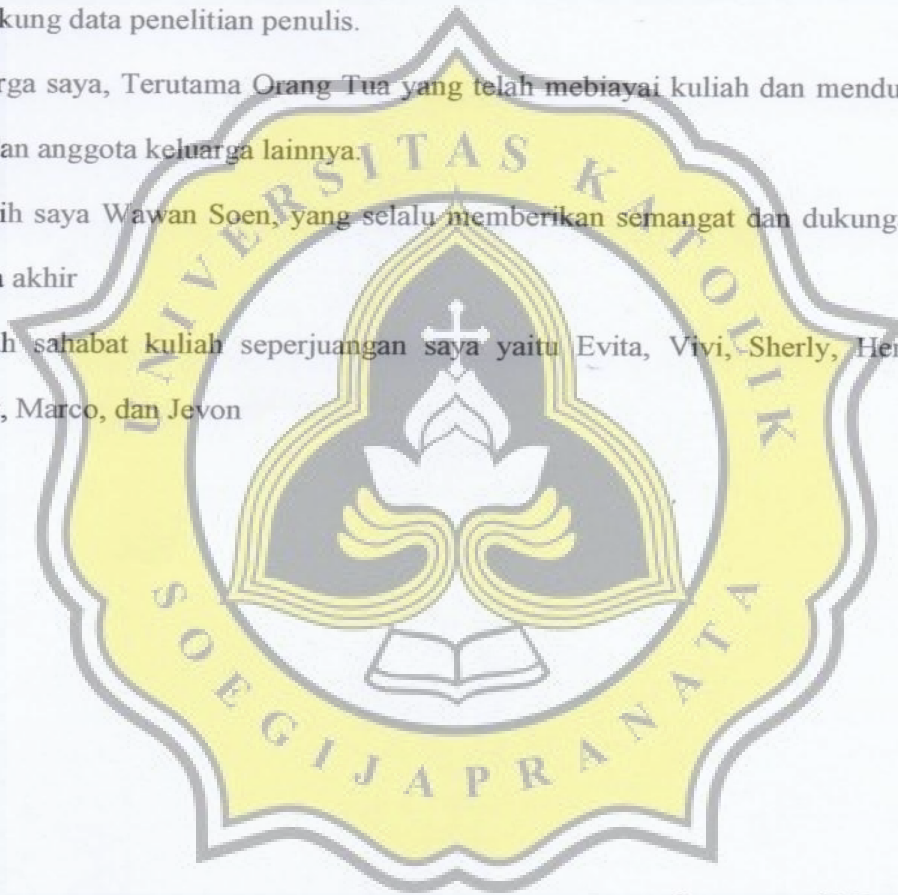 kung data penelitian penulis.
rga saya, Terutama Orang Tua yang telah mebiayai kuliah dan mendu
an anggota keluarga lainnya.
ih saya Wawan Soen, yang selalu memberikan semangat dan dukung
akhir
h sahabat kuliah seperjuangan saya yaitu Evita, Vivi, Sherly, Her
, Marco, dan Jevon
UNIVERSITAS KATOLIK
SOEGIJAPRANATA